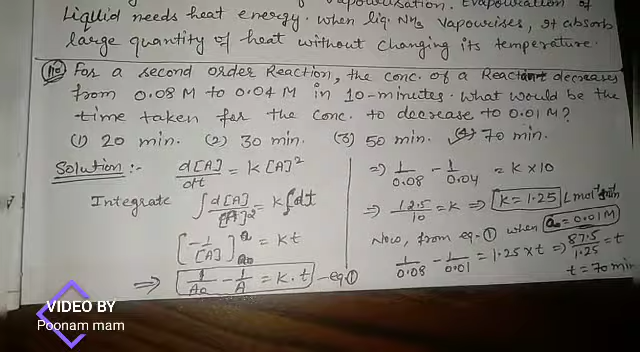 Liquid needs heat energy. when liq. NH3 vapourises, It absorb
large quantity of heat without changing its temperature.
110 For a second order Reaction, the conc. of a Reactant decreases
from 0.08 M to 0.04 M in 10-minutes. What would be the
time taken for the conc. to decrease to 0.01 M?
(1) 20 min. (2) 30 min. (3) 50 min. (4) 70 min.
Solution :- d[A]/dt = k[A]²
Integrate ∫ d[A]/[A]² = k∫dt
[-1/[A]] a a₀ = kt
⇒ 1/A₀ - 1/A = k.t - eq ①
⇒ 1/0.08 - 1/0.04 = k × 10
⇒ 12.5/10 = k ⇒ k = 1.25 L mol⁻¹ min
Now, from eq-① when a = 0.01M
1/0.08 - 1/0.01 = 1.25 x t ⇒ 87.5/1.25 = t
t = 70 min
VIDEO BY
Poonam mam